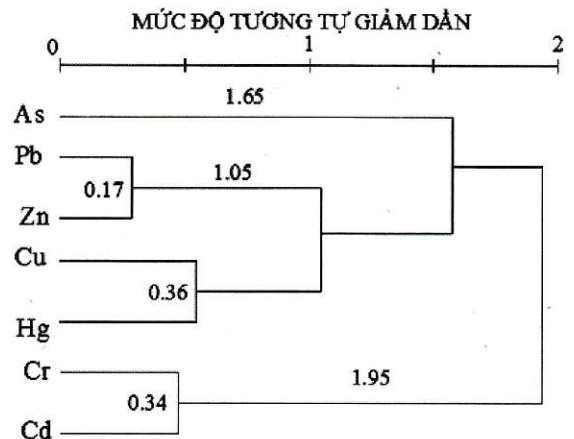 MỨC ĐỘ TƯƠNG TỰ GIẢM DẦN
0 1 2
As 1.65
Pb
0.17 1.05
Zn
Cu
0.36
Hg
Cr
0.34 1.95
Cd